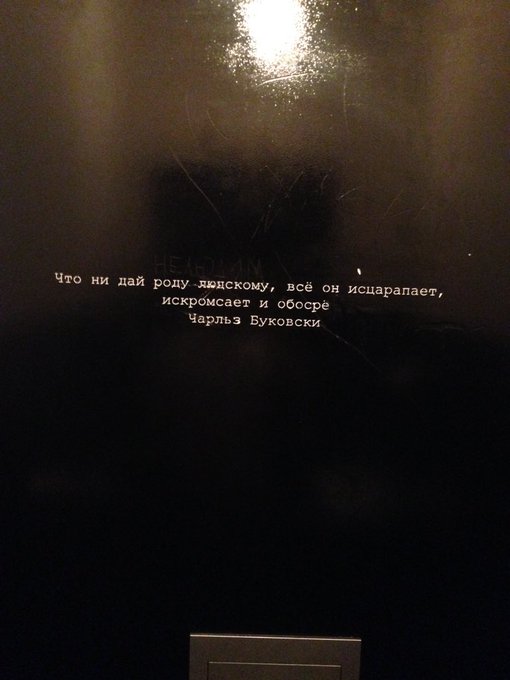 Что ни дай роду людскому, всё он исцарапает,
искромсает и обосрё
Чарльз Буковски